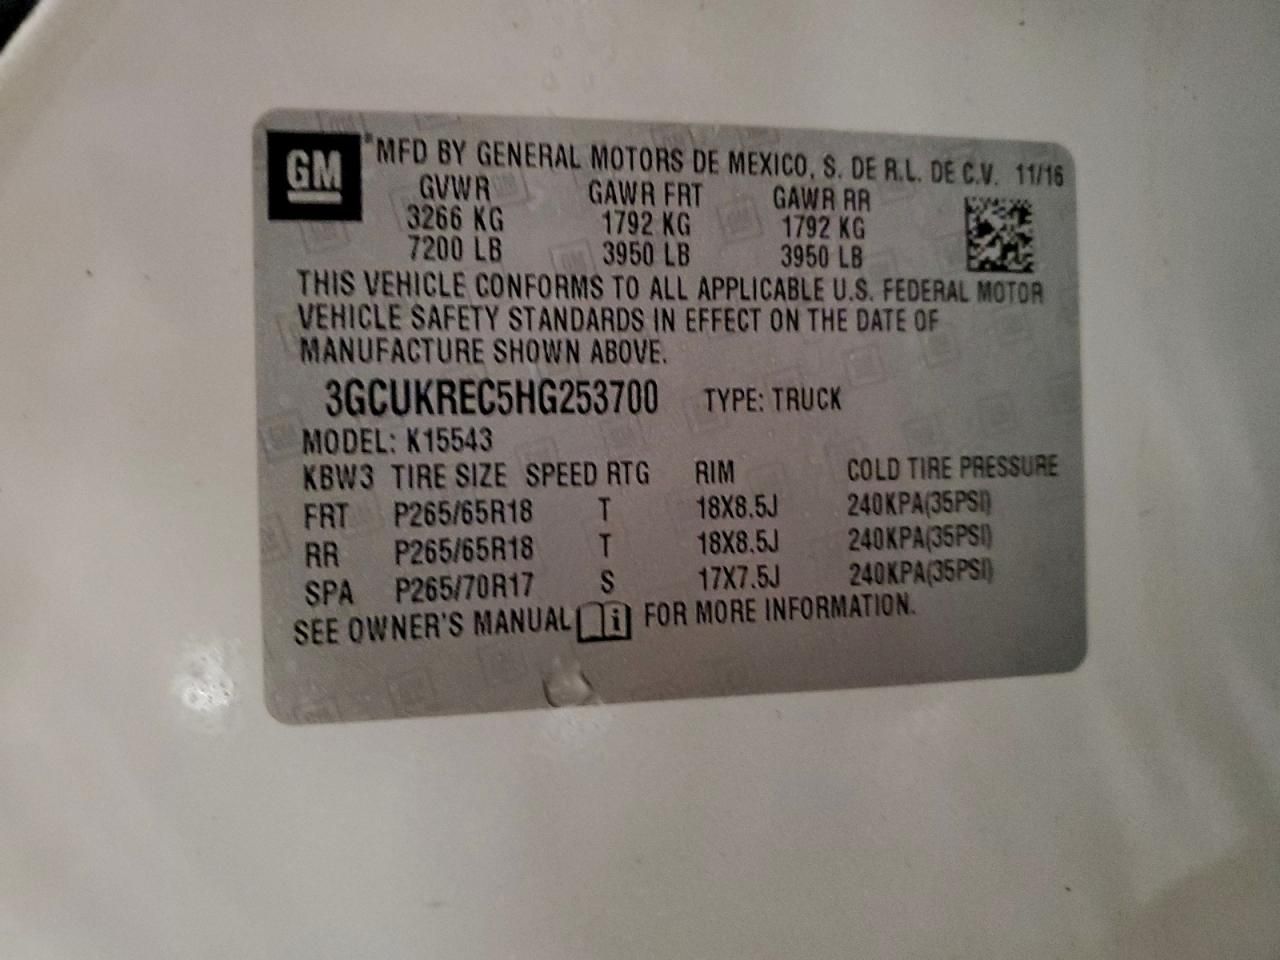 GM *MFD BY GENERAL MOTORS DE MEXICO, S. DE R.L. DE C.V. 11/16
GVWR GAWR FRT GAWR RR
3266 KG 1792 KG 1792 KG
7200 LB 3950 LB 3950 LB
THIS VEHICLE CONFORMS TO ALL APPLICABLE U.S. FEDERAL MOTOR
VEHICLE SAFETY STANDARDS IN EFFECT ON THE DATE OF
MANUFACTURE SHOWN ABOVE.
3GCUKREC5HG253700 TYPE: TRUCK
MODEL: K15543
KBW3 TIRE SIZE SPEED RTG RIM COLD TIRE PRESSURE
FRT P265/65R18 T 18X8.5J 240KPA(35PSI)
RR P265/65R18 T 18X8.5J 240KPA(35PSI)
SPA P265/70R17 S 17X7.5J 240KPA(35PSI)
SEE OWNER'S MANUAL i FOR MORE INFORMATION.